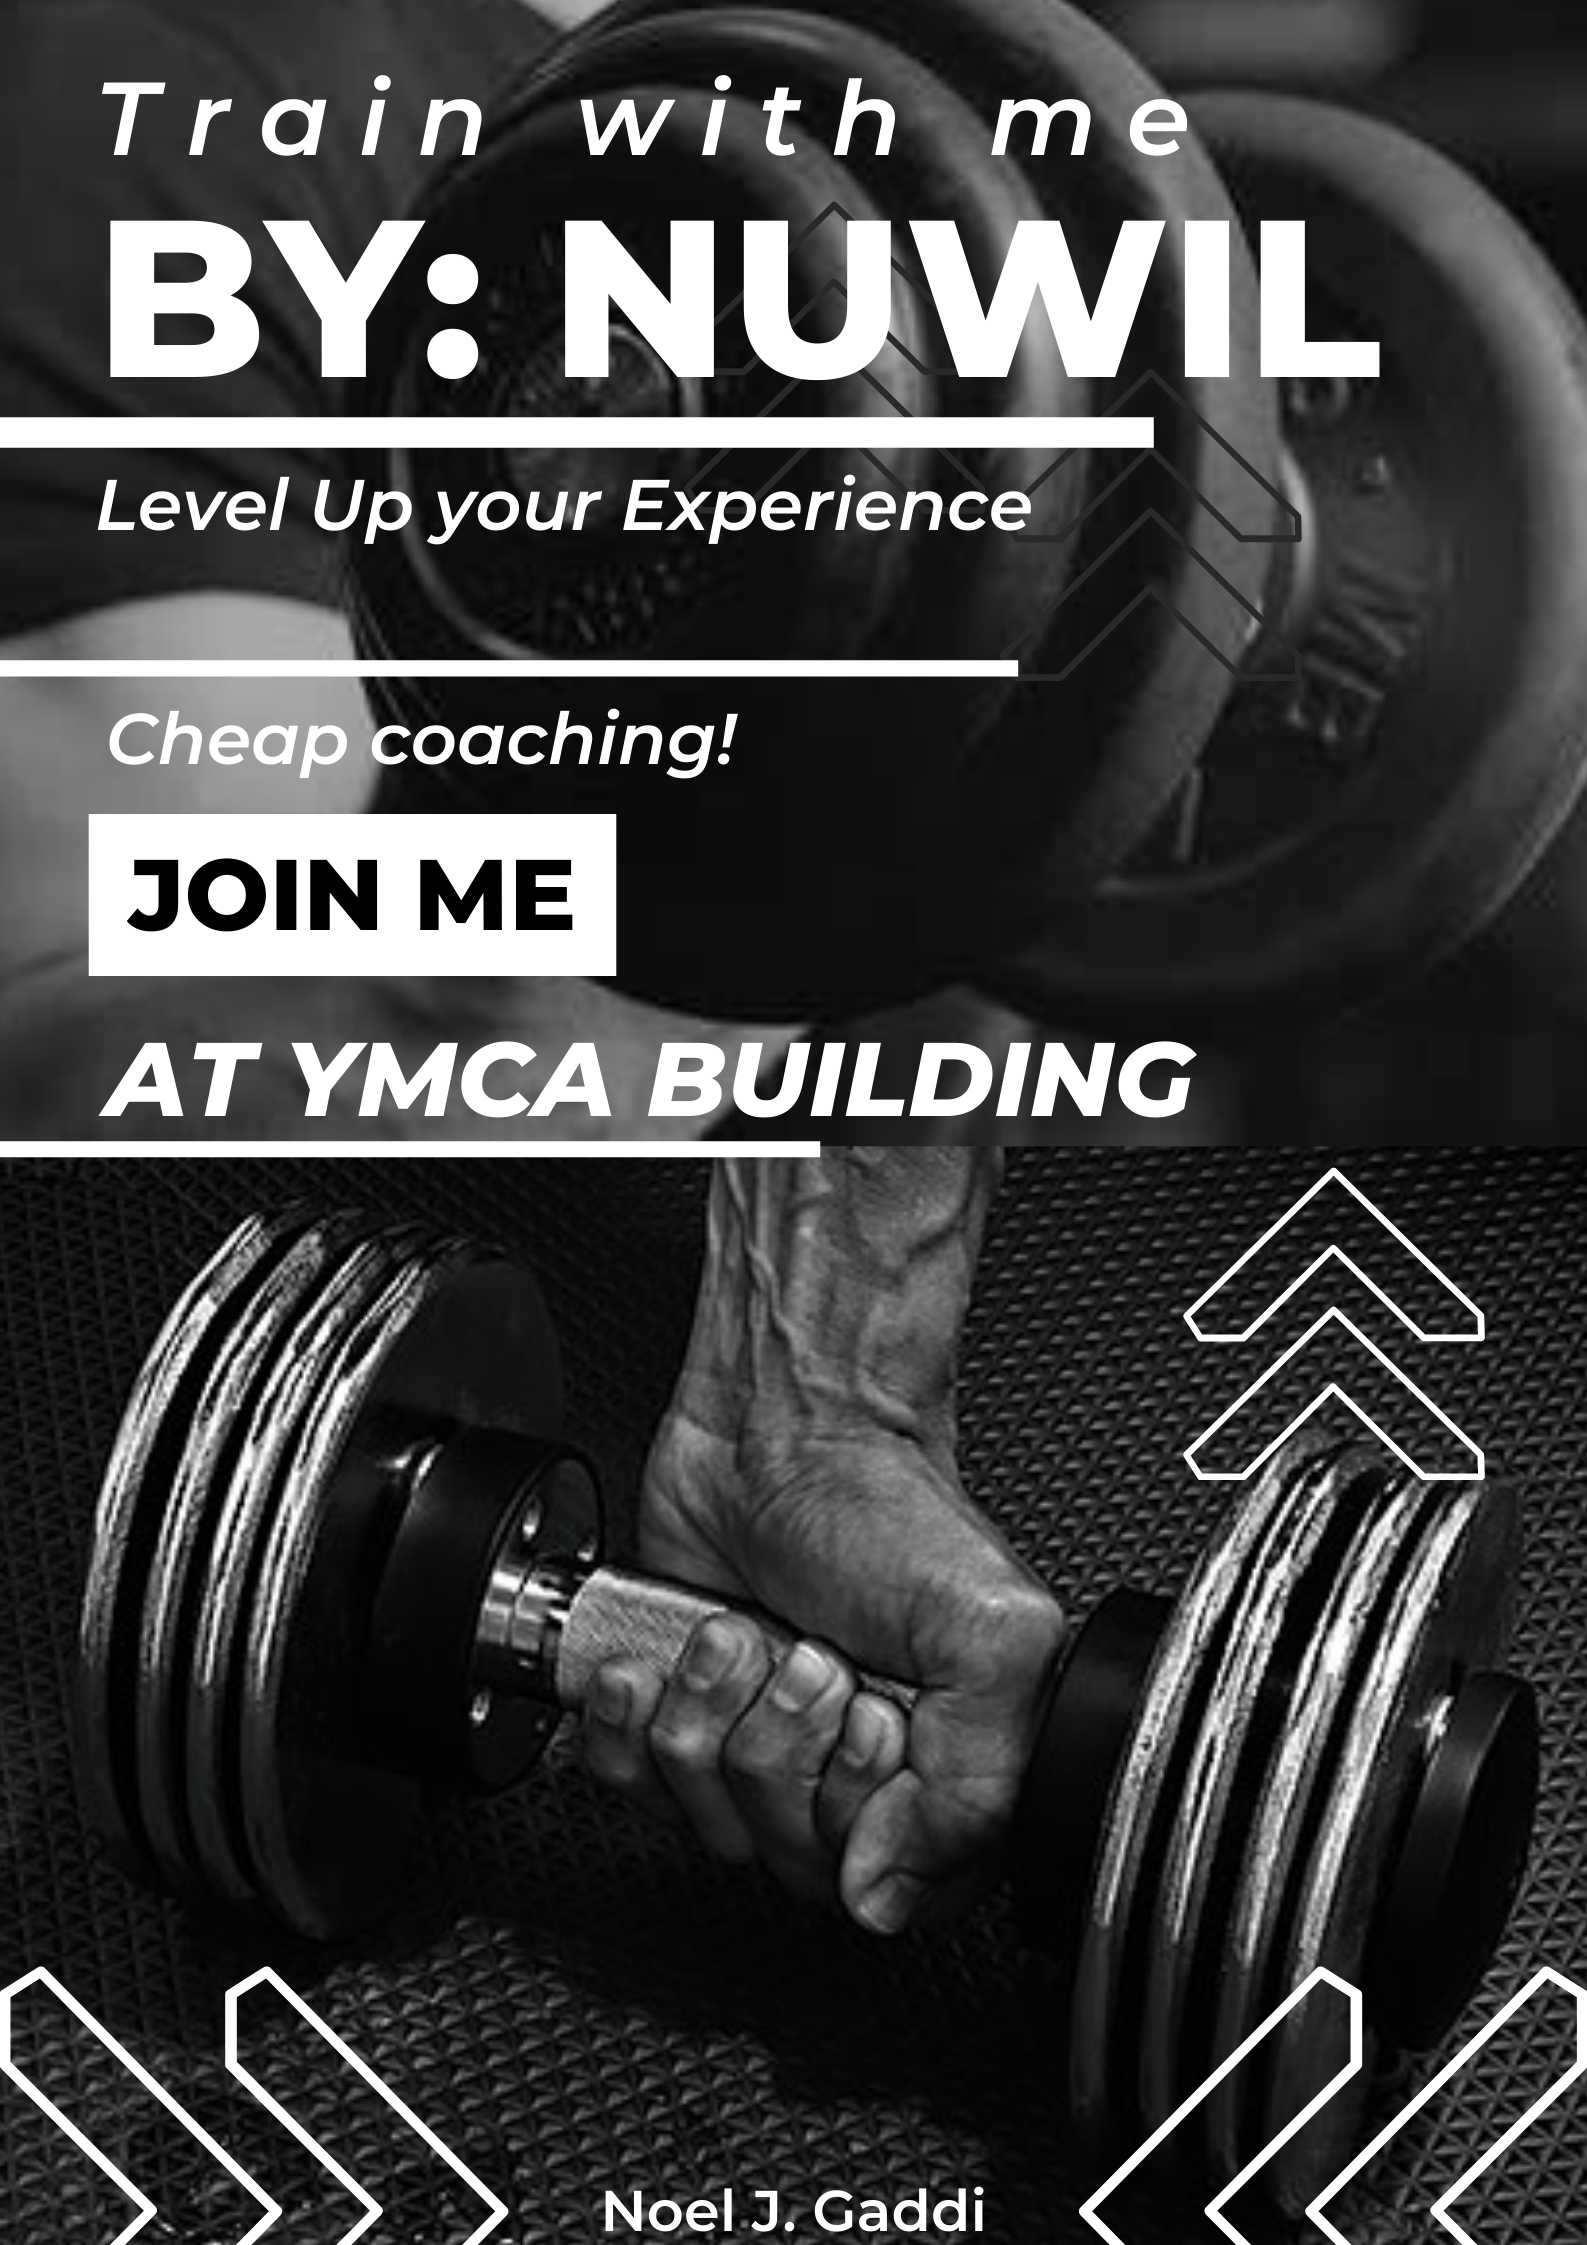 Train with me
BY: NUWIL
Level Up your Experience
Cheap coaching!
JOIN ME
AT YMCA BUILDING
Noel J. Gaddi